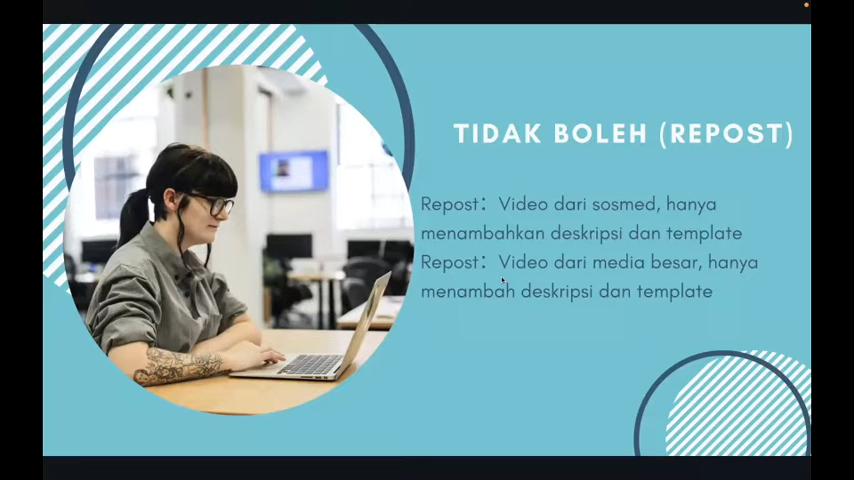 TIDAK BOLEH (REPOST)
Repost: Video dari sosmed, hanya
menambahkan deskripsi dan template
Repost: Video dari media besar, hanya
menambah deskripsi dan template